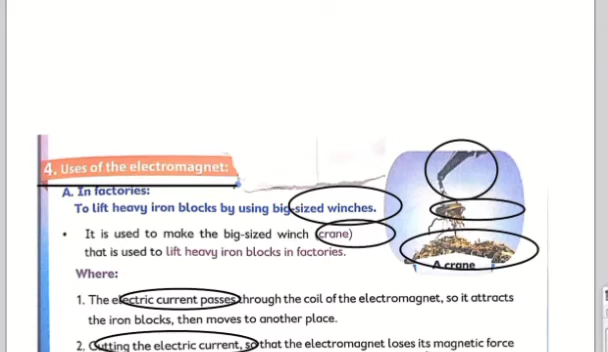 4. Uses of the electromagnet:
A. In factories:
To lift heavy iron blocks by using big-sized winches.
• It is used to make the big-sized winch (crane)
that is used to lift heavy iron blocks in factories.
A crane
Where:
1. The electric current passes through the coil of the electromagnet, so it attracts
the iron blocks, then moves to another place.
2. Cutting the electric current, so that the electromagnet loses its magnetic force